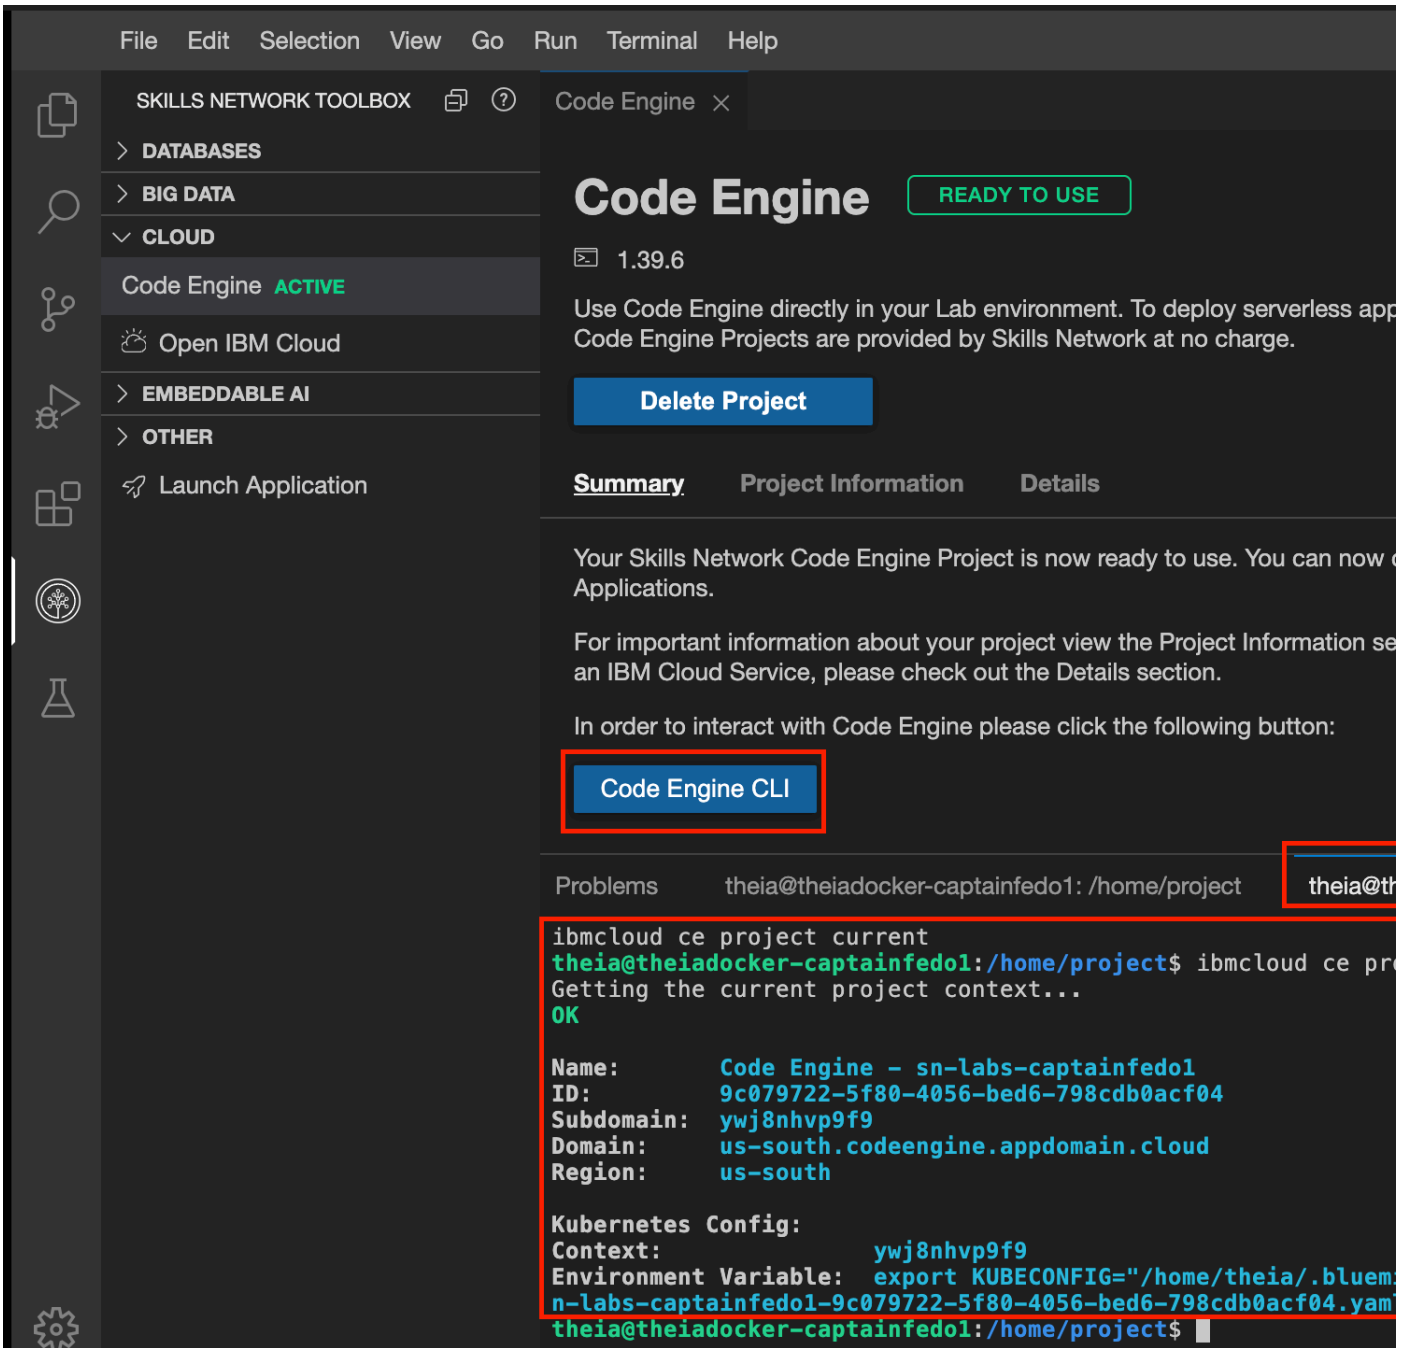 File Edit Selection View Go Run Terminal Help
SKILLS NETWORK TOOLBOX
DATABASES
BIG DATA
CLOUD
Code Engine ACTIVE
Open IBM Cloud
EMBEDDABLE AI
OTHER
Launch Application
Code Engine
Code Engine READY TO USE
1.39.6
Use Code Engine directly in your Lab environment. To deploy serverless app
Code Engine Projects are provided by Skills Network at no charge.
Delete Project
Summary Project Information Details
Your Skills Network Code Engine Project is now ready to use. You can now
Applications.
For important information about your project view the Project Information se
an IBM Cloud Service, please check out the Details section.
In order to interact with Code Engine please click the following button:
Code Engine CLI
Problems theia@theiadocker-captainfedo1: /home/project theia@th
ibmcloud ce project current
theia@theiadocker-captainfedo1:/home/project$ ibmcloud ce pro
Getting the current project context...
OK
Name: Code Engine - sn-labs-captainfedo1
ID: 9c079722-5f80-4056-bed6-798cdb0acf04
Subdomain: ywj8nhvp9f9
Domain: us-south.codeengine.appdomain.cloud
Region: us-south
Kubernetes Config:
Context: ywj8nhvp9f9
Environment Variable: export KUBECONFIG="/home/theia/.bluem
n-labs-captainfedo1-9c079722-5f80-4056-bed6-798cdb0acf04.yam
theia@theiadocker-captainfedo1:/home/project$